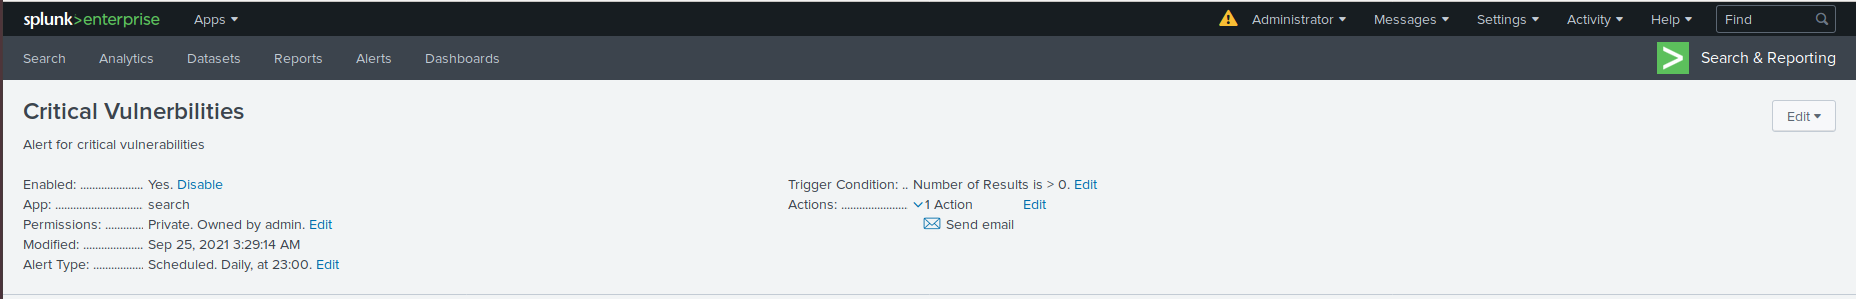 splunk>enterprise Apps Administrator Messages Settings Activity Help Find
Search Analytics Datasets Reports Alerts Dashboards Search & Reporting
Critical Vulnerbilities
Edit
Alert for critical vulnerabilities
Enabled: ..................... Yes. Disable
App: ............................. search
Permissions: ............. Private. Owned by admin. Edit
Modified: .................... Sep 25, 2021 3:29:14 AM
Alert Type: ................. Scheduled. Daily, at 23:00. Edit
Trigger Condition: .. Number of Results is > 0. Edit
Actions: ...................... 1 Action Edit
Send email